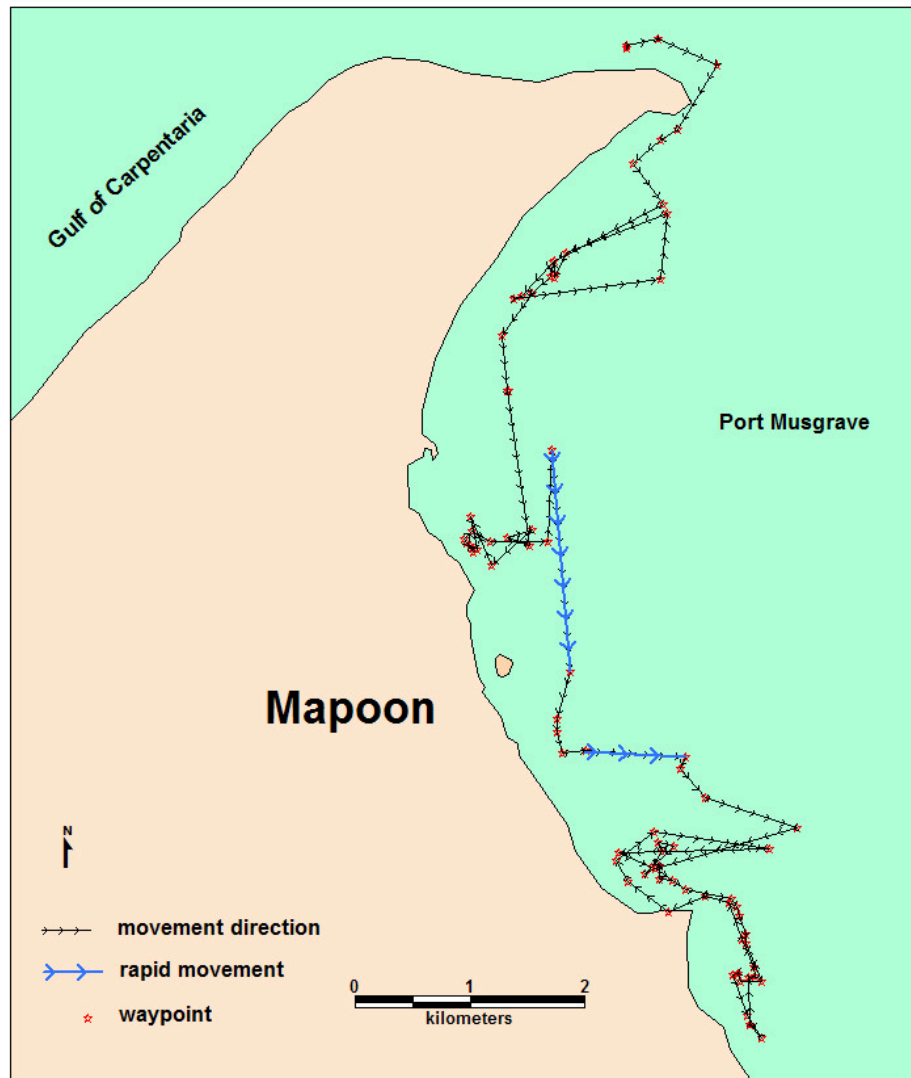 Gulf of Carpentaria
Port Musgrave
Mapoon
N
movement direction
rapid movement
waypoint
0 1 2
kilometers